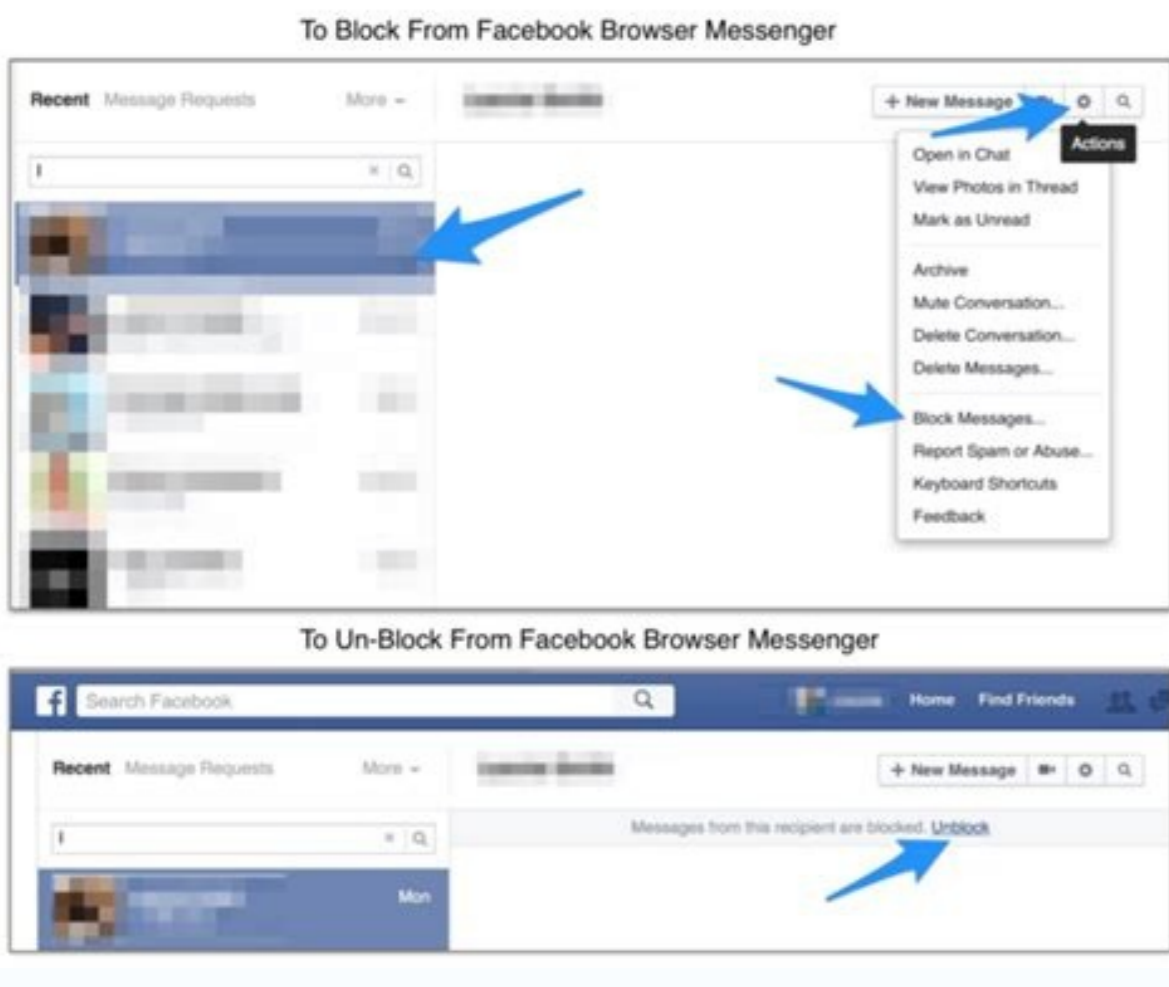 To Block From Facebook Browser Messenger
Recent Message Requests More
+ New Message
Actions
Open in Chat
View Photos in Thread
Mark as Unread
Archive
Mute Conversation...
Delete Conversation...
Delete Messages...
Block Messages...
Report Spam or Abuse...
Keyboard Shortcuts
Feedback
To Un-Block From Facebook Browser Messenger
f Search Facebook Home Find Friends
Recent Message Requests More
+ New Message
Messages from this recipient are blocked. Unblock
Mon